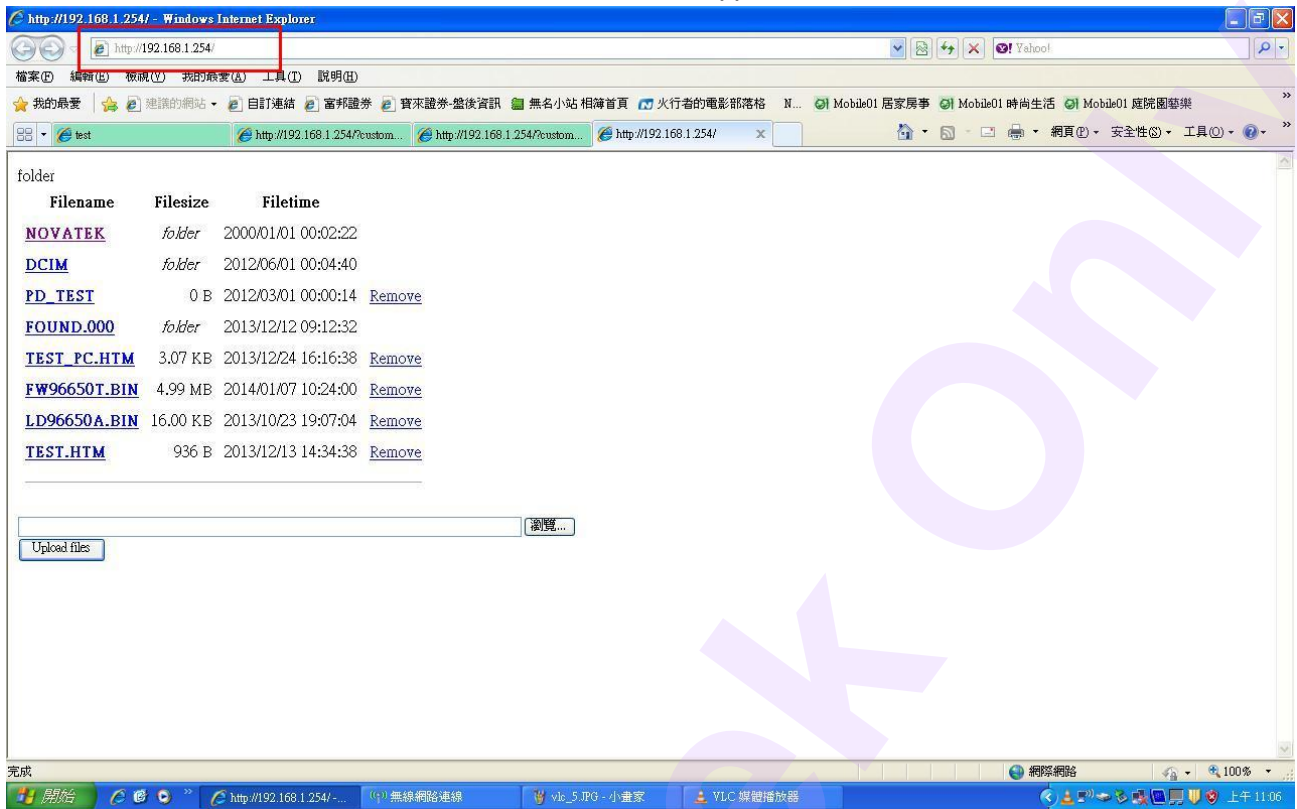 http://192.168.1.254/ - Windows Internet Explorer
http://192.168.1.254/
Yahoo!
檔案(F) 編輯(E) 檢視(V) 我的最愛(A) 工具(T) 說明(H)
我的最愛 建議的網站 自訂連結 富邦證券 寶來證券-盤後資訊 無名小站 相簿首頁 火行者的電影部落格 N... Mobile01 居家房事 Mobile01 時尚生活 Mobile01 庭院園藝樂 »
test http://192.168.1.254/?custom... http://192.168.1.254/?custom... http://192.168.1.254/ 網頁(P) 安全性(S) 工具(O) »
folder
Filename Filesize Filetime
NOVATEK folder 2000/01/01 00:02:22
DCIM folder 2012/06/01 00:04:40
PD_TEST 0 B 2012/03/01 00:00:14 Remove
FOUND.000 folder 2013/12/12 09:12:32
TEST_PC.HTM 3.07 KB 2013/12/24 16:16:38 Remove
FW96650T.BIN 4.99 MB 2014/01/07 10:24:00 Remove
LD96650A.BIN 16.00 KB 2013/10/23 19:07:04 Remove
TEST.HTM 936 B 2013/12/13 14:34:38 Remove
瀏覽...
Upload files
ek Only
完成 網際網路 100%
開始 » http://192.168.1.254/ -... 無線網路連線 vlc_5.JPG - 小畫家 VLC 媒體播放器 上午 11:06